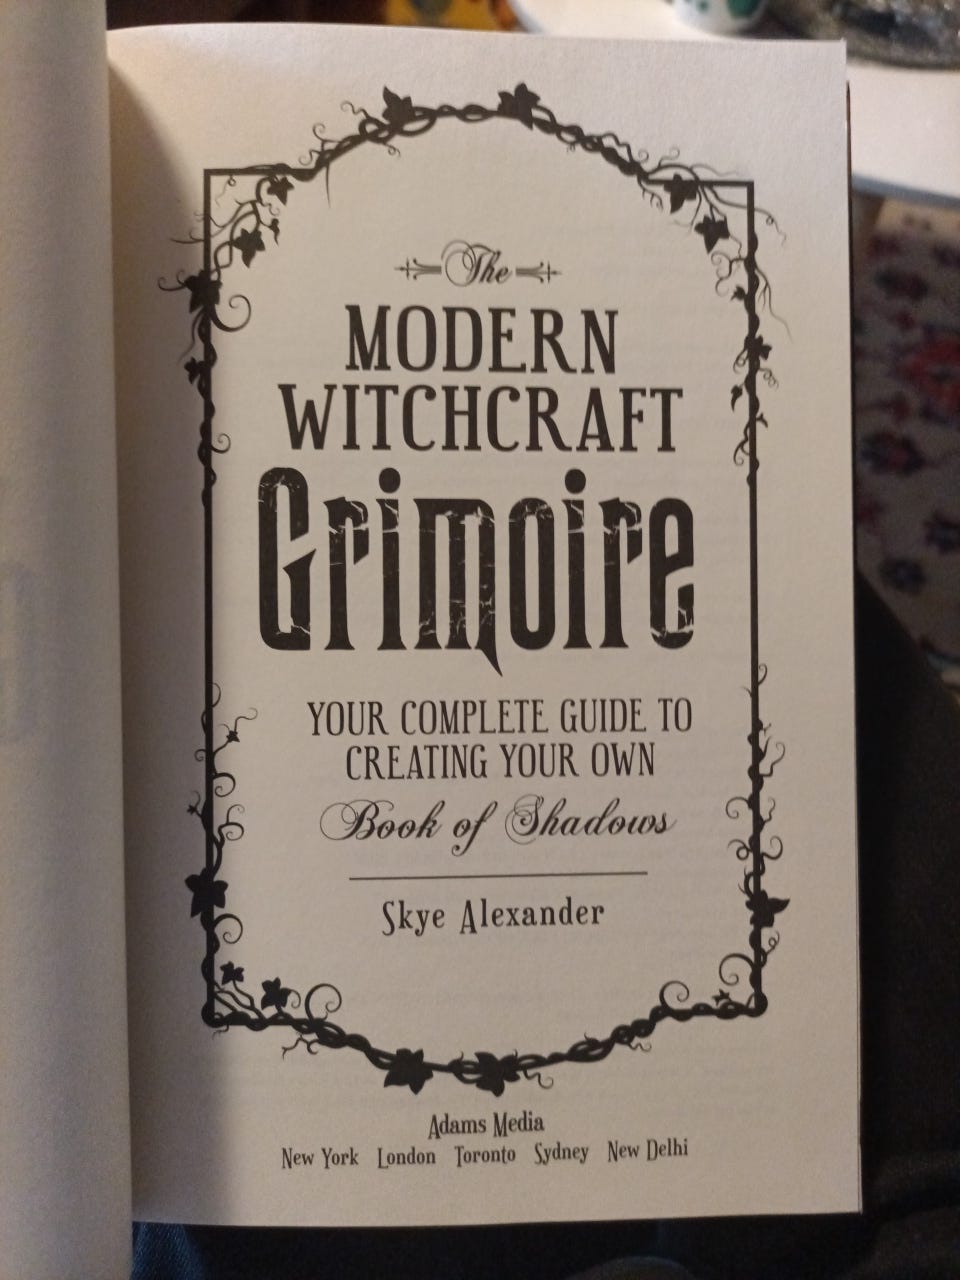 The
MODERN
WITCHCRAFT
Grimoire
YOUR COMPLETE GUIDE TO
CREATING YOUR OWN
Book of Shadows
Skye Alexander
Adams Media
New York London Toronto Sydney New Delhi